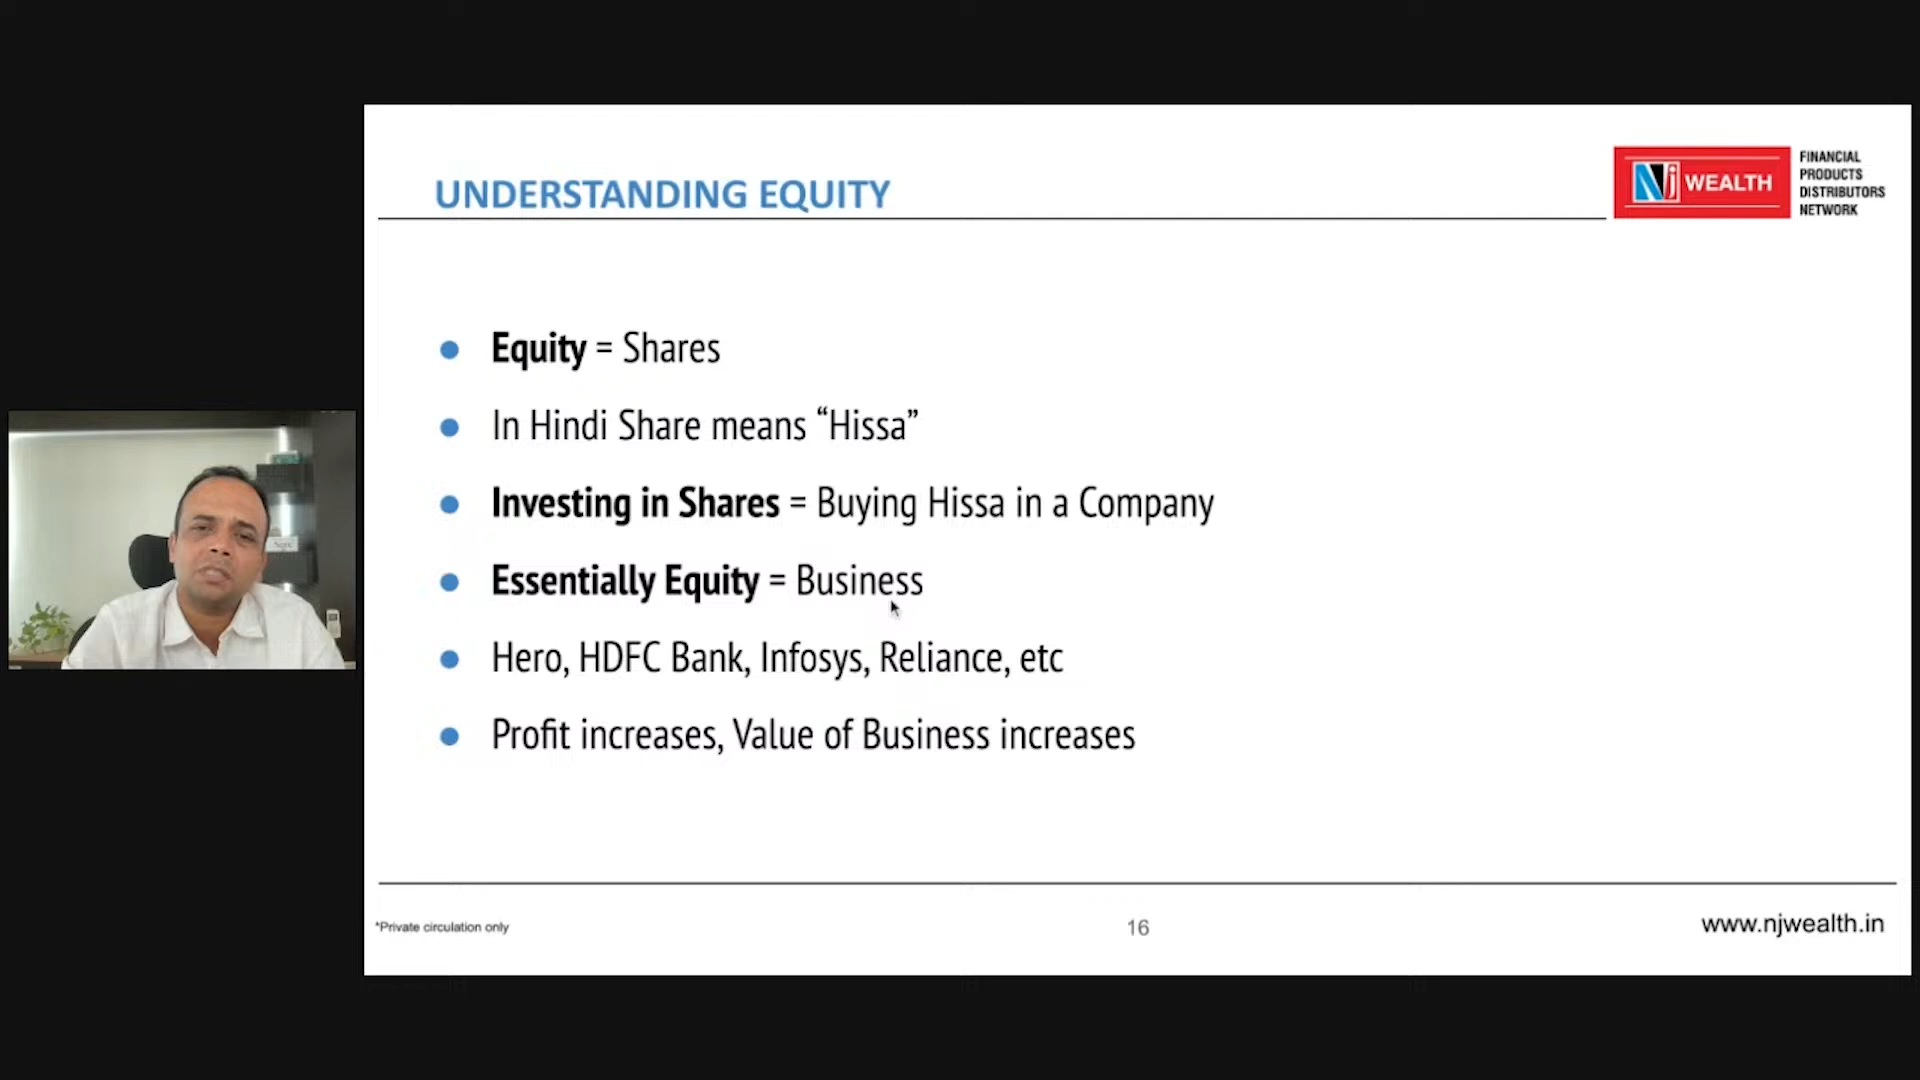 UNDERSTANDING EQUITY
NJ WEALTH
FINANCIAL
PRODUCTS
DISTRIBUTORS
NETWORK
Equity = Shares
In Hindi Share means “Hissa”
Investing in Shares = Buying Hissa in a Company
Essentially Equity = Business
Hero, HDFC Bank, Infosys, Reliance, etc
Profit increases, Value of Business increases
*Private circulation only
16
www.njwealth.in